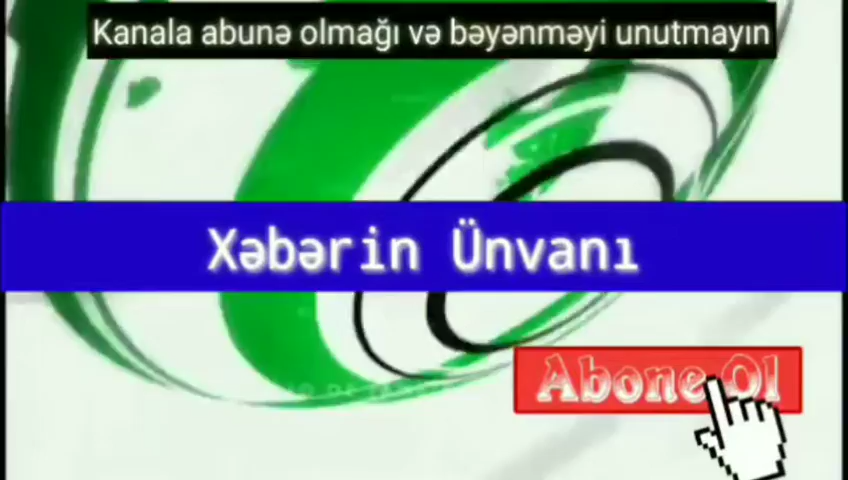 Kanala abunə olmağı və bəyənməyi unutmayın
Xəbərin Ünvanı
Abone Ol